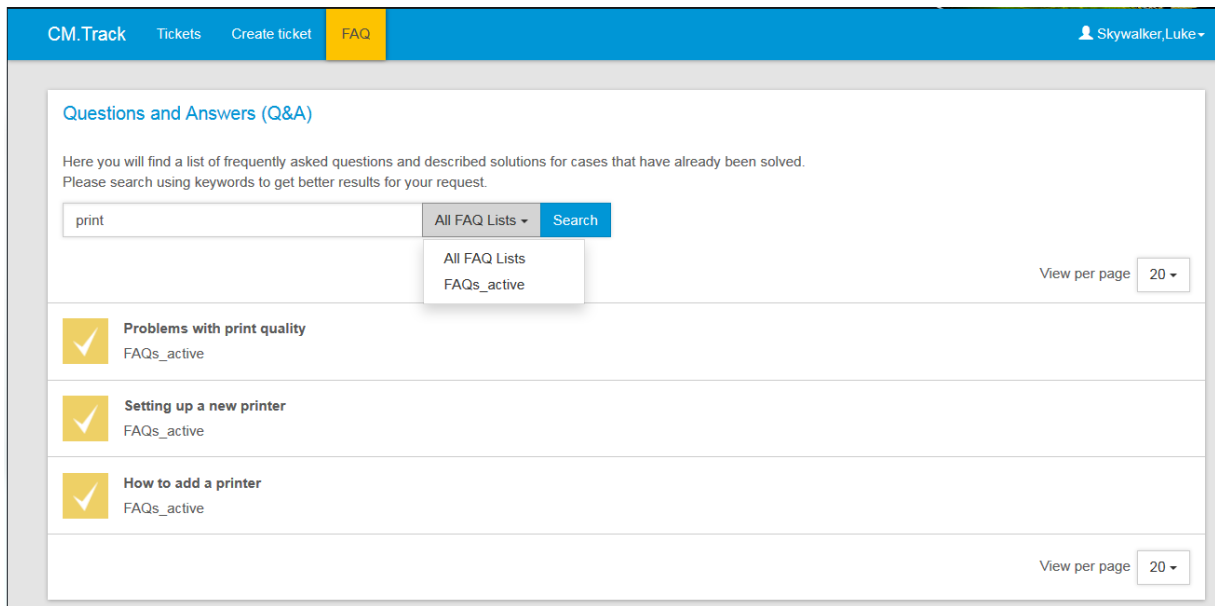 CM.Track Tickets Create ticket FAQ Skywalker,Luke
Questions and Answers (Q&A)
Here you will find a list of frequently asked questions and described solutions for cases that have already been solved.
Please search using keywords to get better results for your request.
print All FAQ Lists Search
All FAQ Lists
FAQs_active
View per page 20
Problems with print quality
FAQs_active
Setting up a new printer
FAQs_active
How to add a printer
FAQs_active
View per page 20